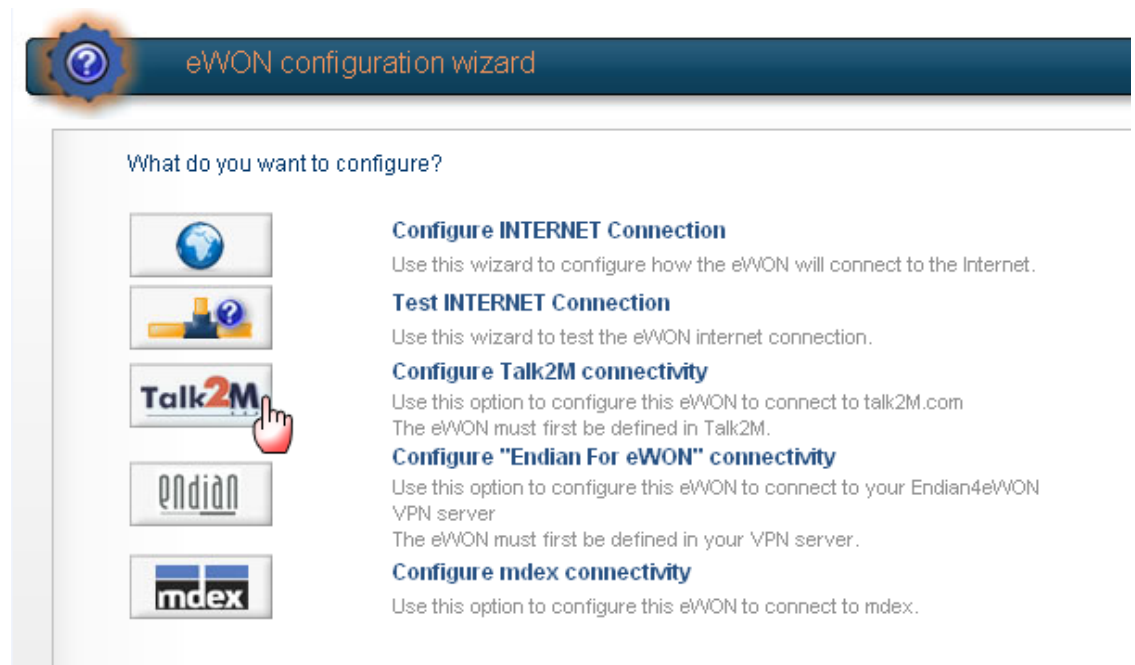 eWON configuration wizard
What do you want to configure?
Configure INTERNET Connection
Use this wizard to configure how the eWON will connect to the Internet.
Test INTERNET Connection
Use this wizard to test the eWON internet connection.
Talk2M
Configure Talk2M connectivity
Use this option to configure this eWON to connect to talk2M.com
The eWON must first be defined in Talk2M.
endian
Configure "Endian For eWON" connectivity
Use this option to configure this eWON to connect to your Endian4eWON
VPN server
The eWON must first be defined in your VPN server.
mdex
Configure mdex connectivity
Use this option to configure this eWON to connect to mdex.